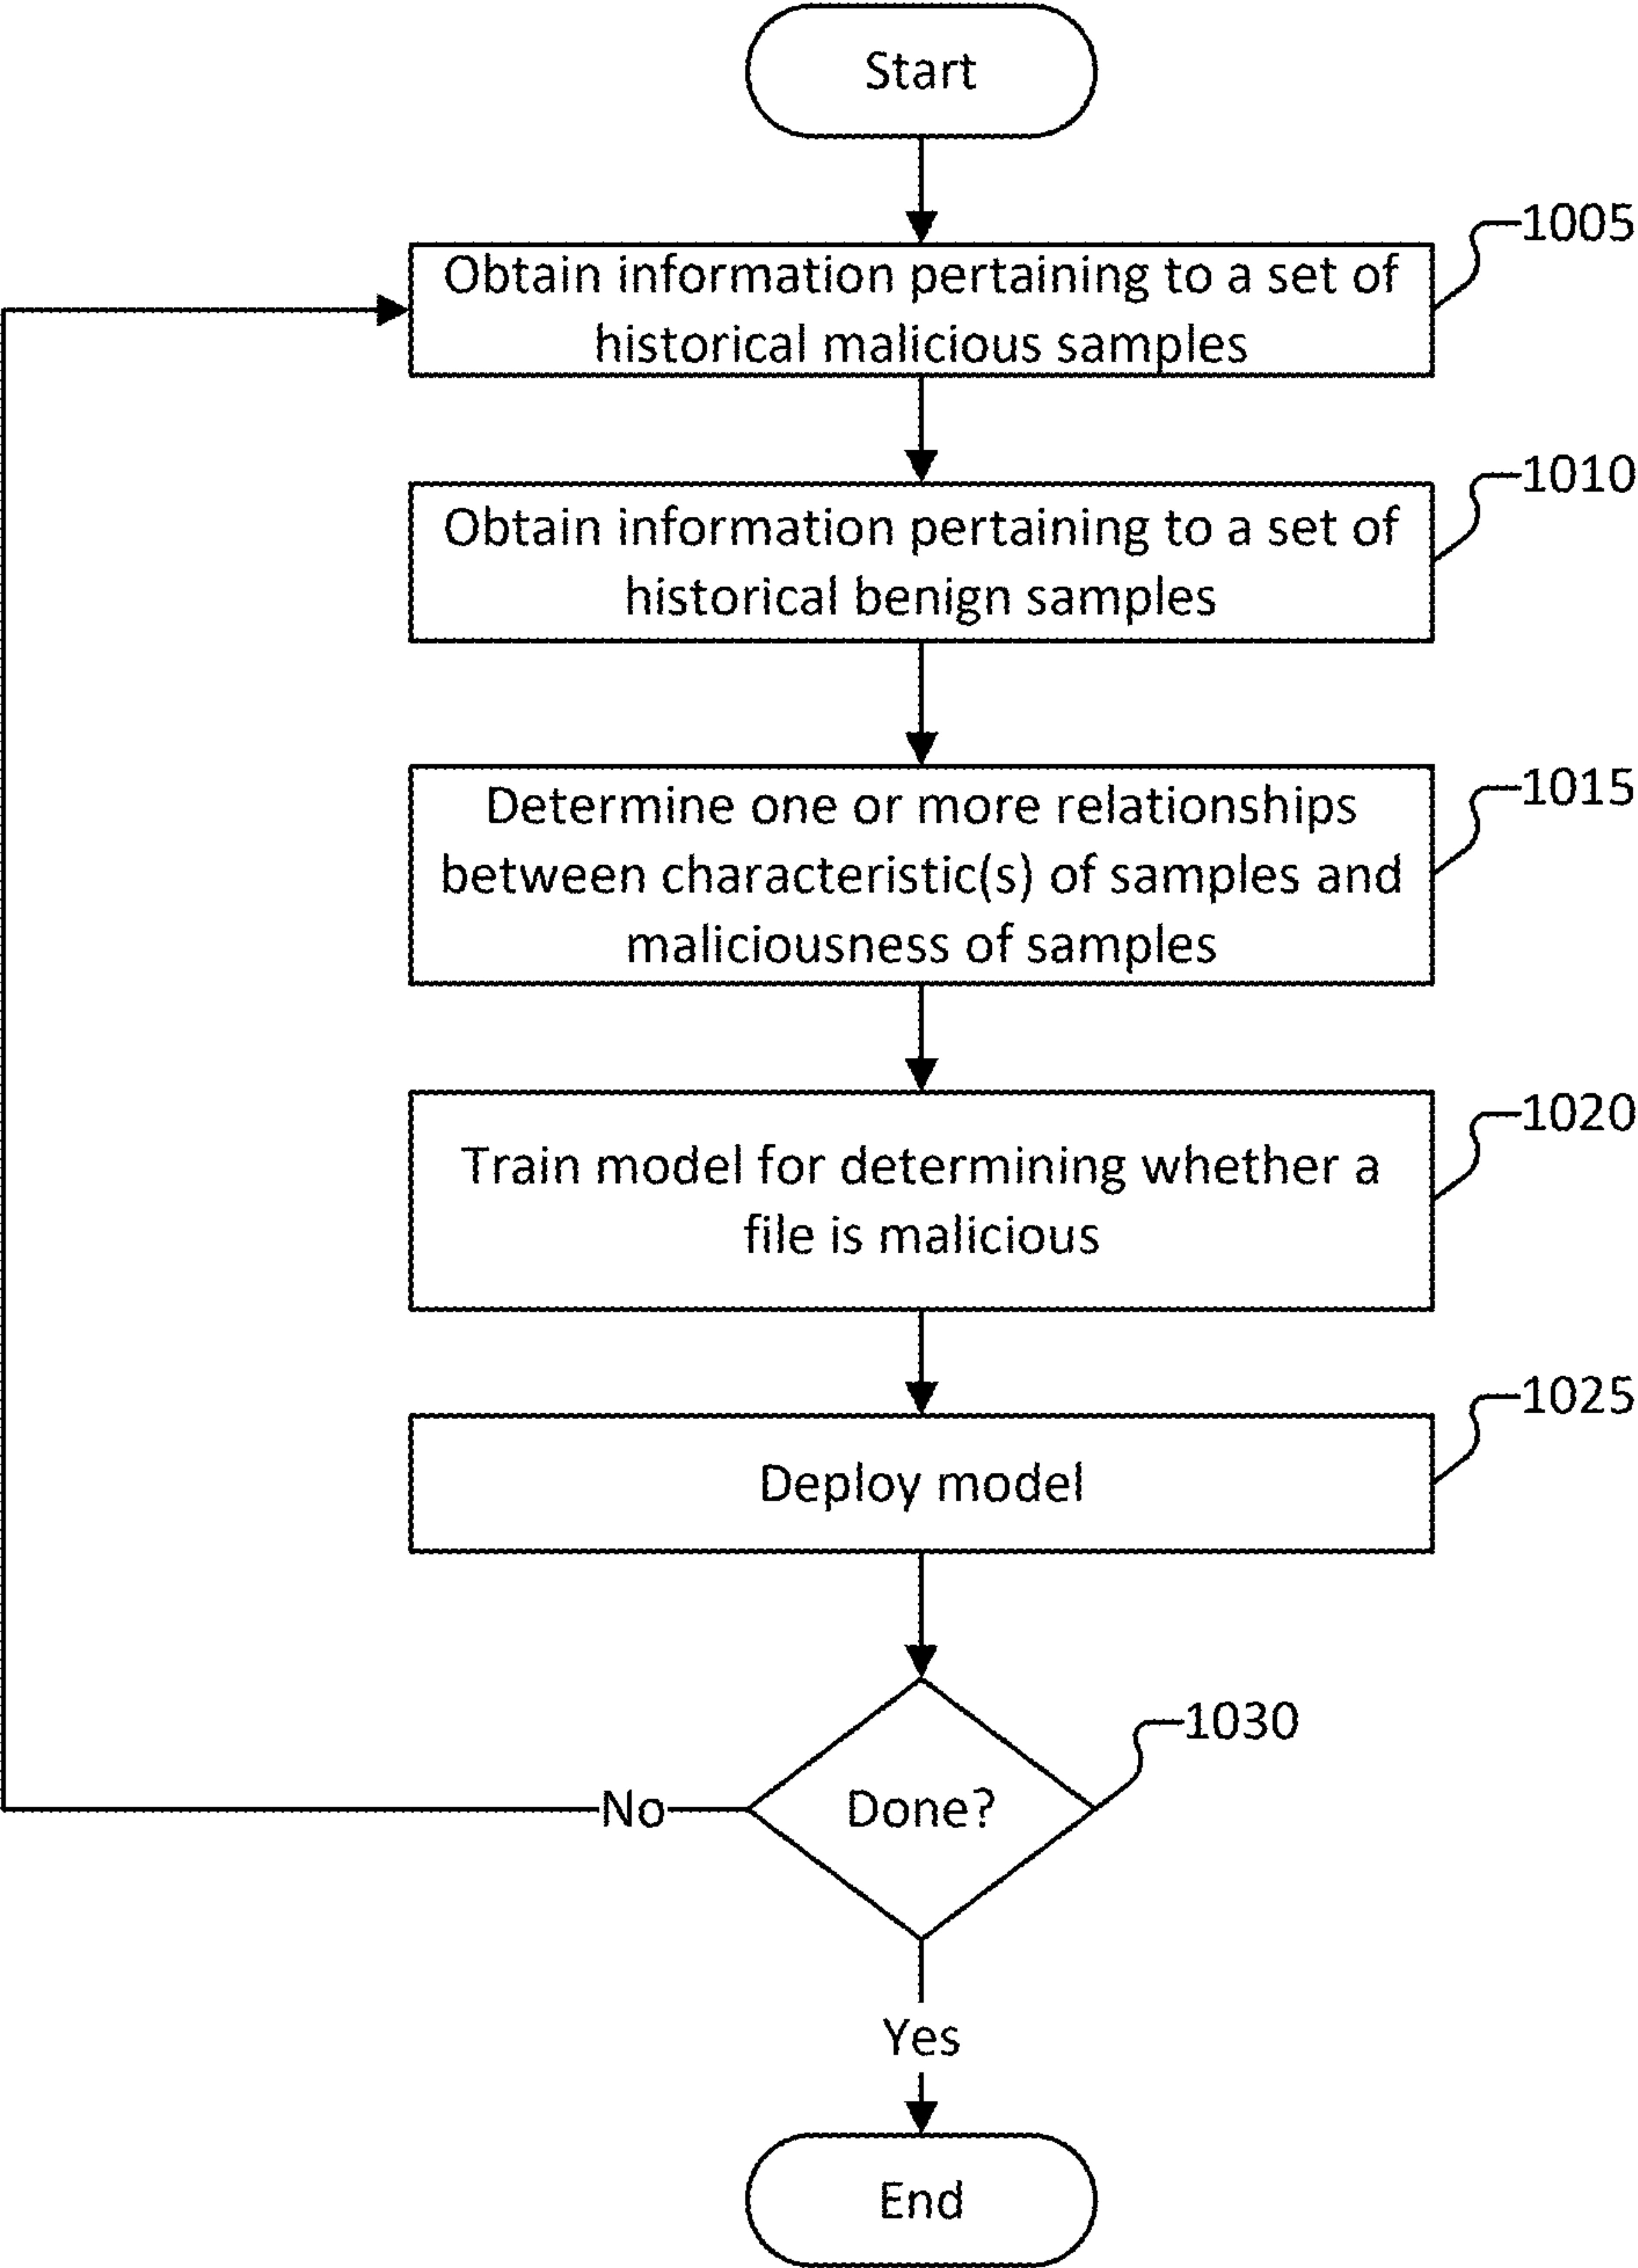 Start
1005
Obtain information pertaining to a set of
historical malicious samples
1010
Obtain information pertaining to a set of
historical benign samples
1015
Determine one or more relationships
between characteristic(s) of samples and
maliciousness of samples
1020
Train model for determining whether a
file is malicious
1025
Deploy model
1030
Done?
No
Yes
End